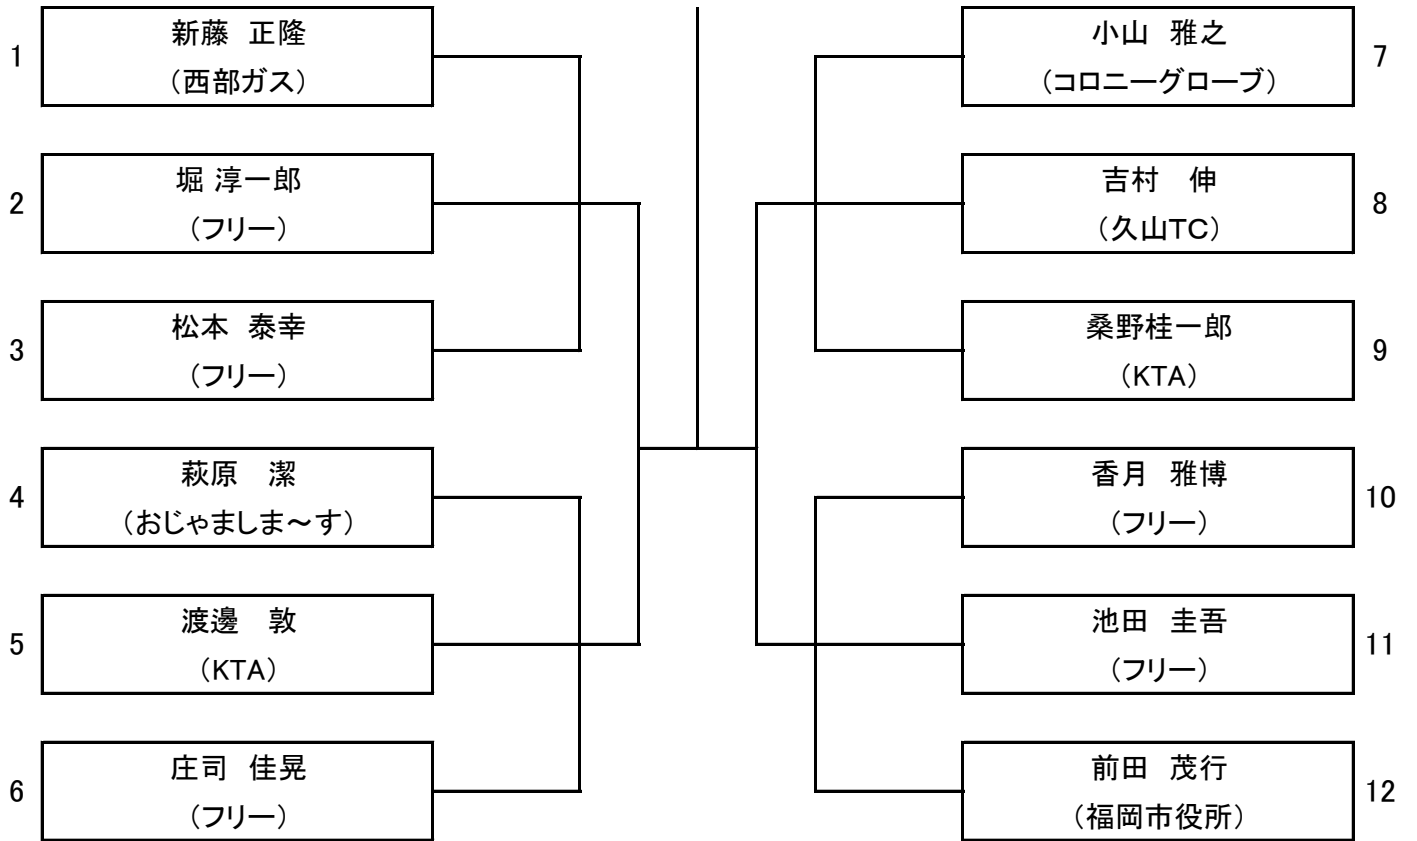 1
新藤 正隆
(西部ガス)
2
堀 淳一郎
(フリー)
3
松本 泰幸
(フリー)
4
萩原 潔
(おじゃましま～す)
5
渡邊 敦
(KTA)
6
庄司 佳晃
(フリー)
小山 雅之
(コロニーグローブ)
7
吉村 伸
(久山TC)
8
桑野桂一郎
(KTA)
9
香月 雅博
(フリー)
10
池田 圭吾
(フリー)
11
前田 茂行
(福岡市役所)
12